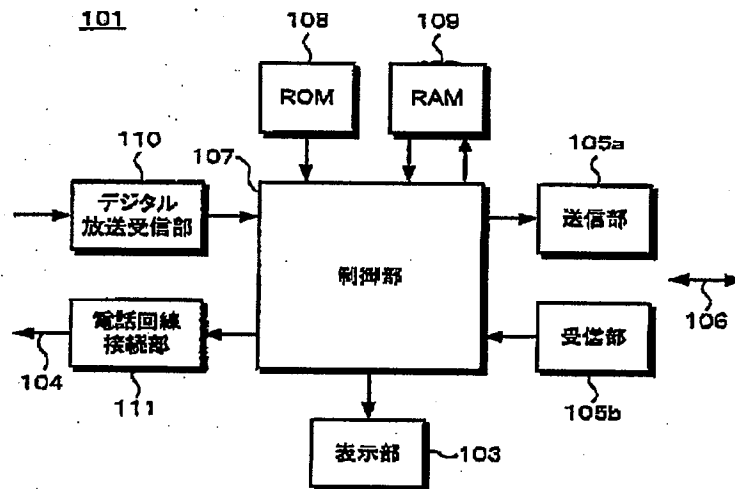 101
108
109
ROM
RAM
110
107
105a
デジタル
放送受信部
送信部
制御部
106
電話回線
接続部
受信部
104
111
105b
表示部
103